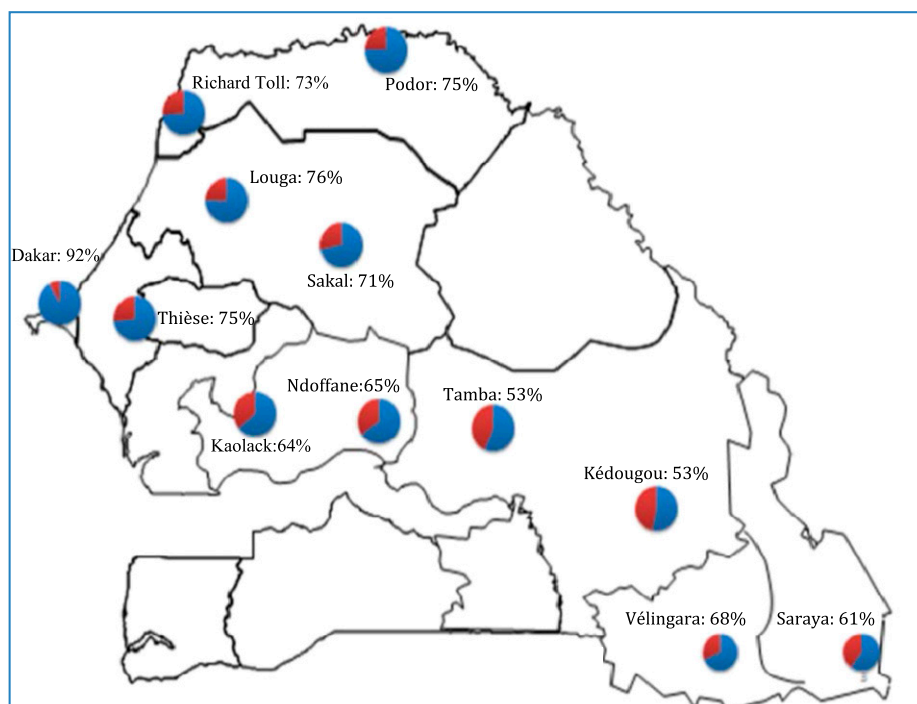 Richard Toll: 73%
Podor: 75%
Louga: 76%
Dakar: 92%
Sakal: 71%
Thièse: 75%
Ndoffane:65%
Tamba: 53%
Kaolack:64%
Kédougou: 53%
Vélingara: 68%
Saraya: 61%